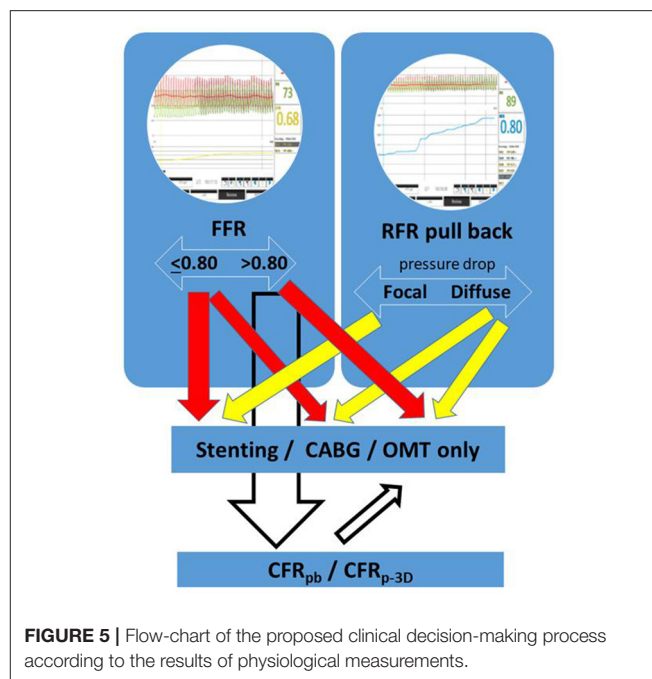 73
0.68
89
0.80
FFR
≤0.80 >0.80
RFR pull back
pressure drop
Focal Diffuse
Stenting / CABG / OMT only
CFRpb / CFRp-3D
FIGURE 5 | Flow-chart of the proposed clinical decision-making process
according to the results of physiological measurements.